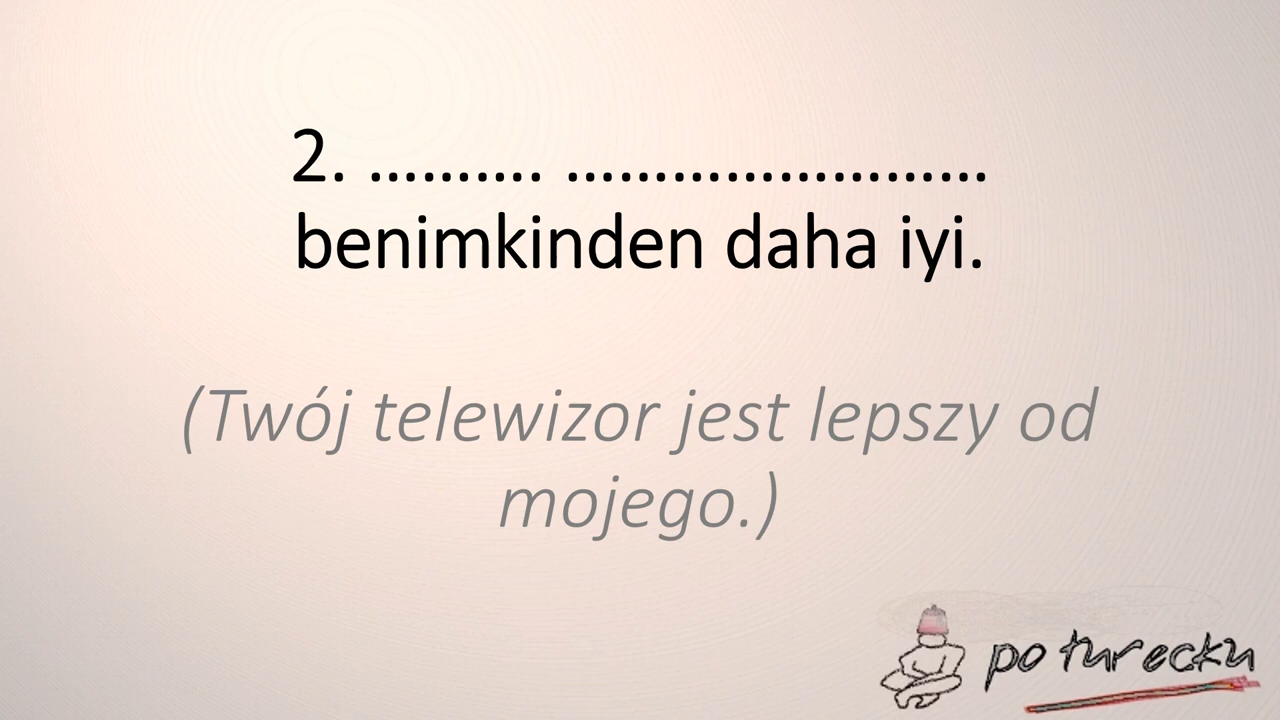 2. .......... ........................
benimkinden daha iyi.
(Twój telewizor jest lepszy od
mojego.)
po turecku